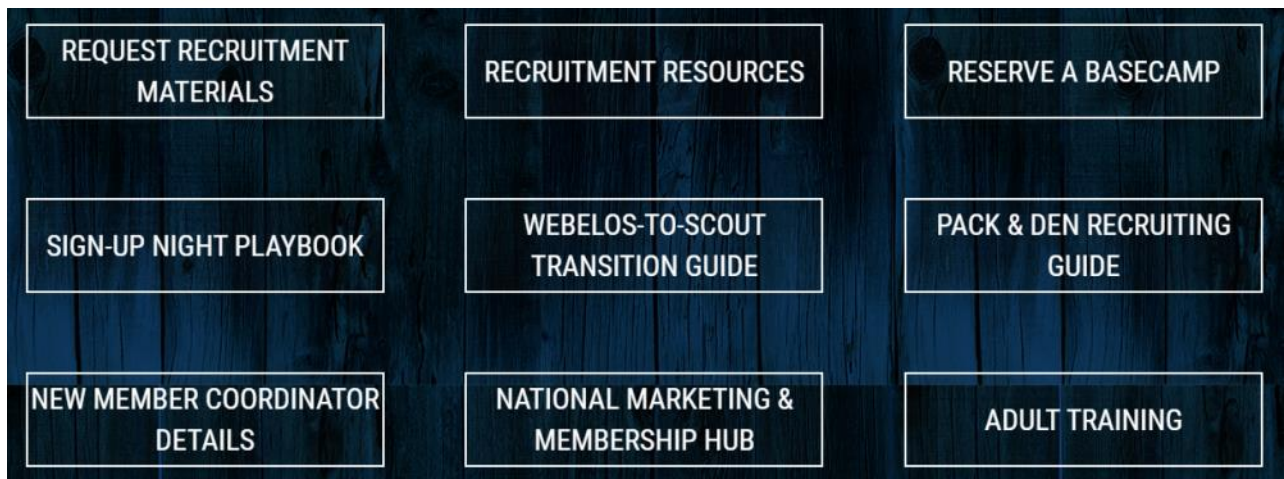 REQUEST RECRUITMENT
MATERIALS
RECRUITMENT RESOURCES
RESERVE A BASECAMP
SIGN-UP NIGHT PLAYBOOK
WEBELOS-TO-SCOUT
TRANSITION GUIDE
PACK & DEN RECRUITING
GUIDE
NEW MEMBER COORDINATOR
DETAILS
NATIONAL MARKETING &
MEMBERSHIP HUB
ADULT TRAINING